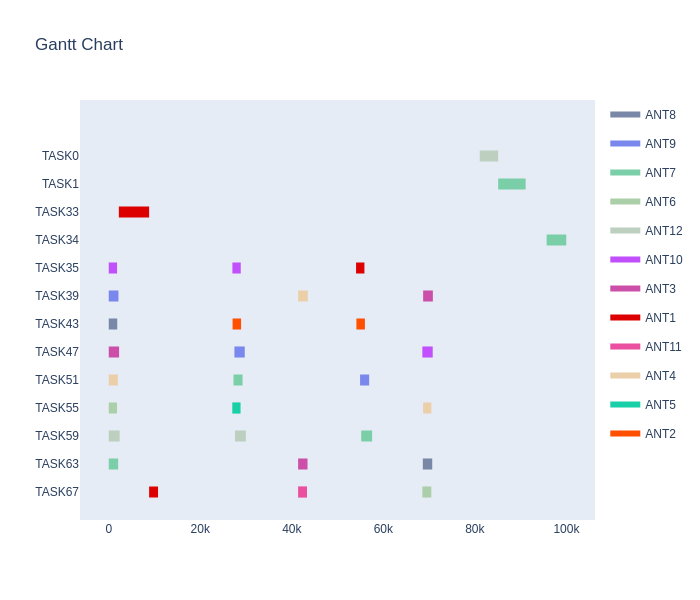 Gantt Chart
TASK0
TASK1
TASK33
TASK34
TASK35
TASK39
TASK43
TASK47
TASK51
TASK55
TASK59
TASK63
TASK67
0 20k 40k 60k 80k 100k
ANT8
ANT9
ANT7
ANT6
ANT12
ANT10
ANT3
ANT1
ANT11
ANT4
ANT5
ANT2